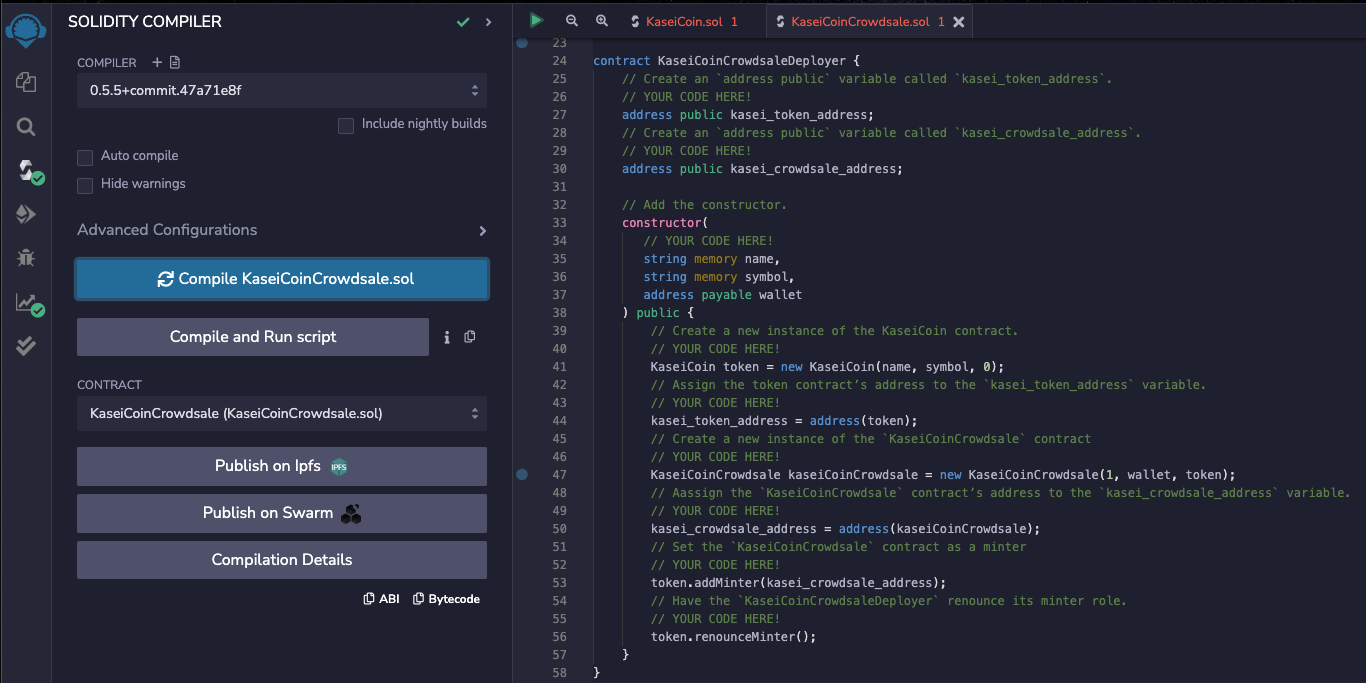 SOLIDITY COMPILER
COMPILER
0.5.5+commit.47a71e8f
Include nightly builds
Auto compile
Hide warnings
Advanced Configurations
Compile KaseiCoinCrowdsale.sol
Compile and Run script
CONTRACT
KaseiCoinCrowdsale (KaseiCoinCrowdsale.sol)
Publish on Ipfs IPFS
Publish on Swarm
Compilation Details
ABI Bytecode
KaseiCoin.sol 1 KaseiCoinCrowdsale.sol 1
23
24 contract KaseiCoinCrowdsaleDeployer {
25 // Create an `address public` variable called `kasei_token_address`.
26 // YOUR CODE HERE!
27 address public kasei_token_address;
28 // Create an `address public` variable called `kasei_crowdsale_address`.
29 // YOUR CODE HERE!
30 address public kasei_crowdsale_address;
31
32 // Add the constructor.
33 constructor(
34 // YOUR CODE HERE!
35 string memory name,
36 string memory symbol,
37 address payable wallet
38 ) public {
39 // Create a new instance of the KaseiCoin contract.
40 // YOUR CODE HERE!
41 KaseiCoin token = new KaseiCoin(name, symbol, 0);
42 // Assign the token contract’s address to the `kasei_token_address` variable.
43 // YOUR CODE HERE!
44 kasei_token_address = address(token);
45 // Create a new instance of the `KaseiCoinCrowdsale` contract
46 // YOUR CODE HERE!
47 KaseiCoinCrowdsale kaseiCoinCrowdsale = new KaseiCoinCrowdsale(1, wallet, token);
48 // Aassign the `KaseiCoinCrowdsale` contract’s address to the `kasei_crowdsale_address` variable.
49 // YOUR CODE HERE!
50 kasei_crowdsale_address = address(kaseiCoinCrowdsale);
51 // Set the `KaseiCoinCrowdsale` contract as a minter
52 // YOUR CODE HERE!
53 token.addMinter(kasei_crowdsale_address);
54 // Have the `KaseiCoinCrowdsaleDeployer` renounce its minter role.
55 // YOUR CODE HERE!
56 token.renounceMinter();
57 }
58 }